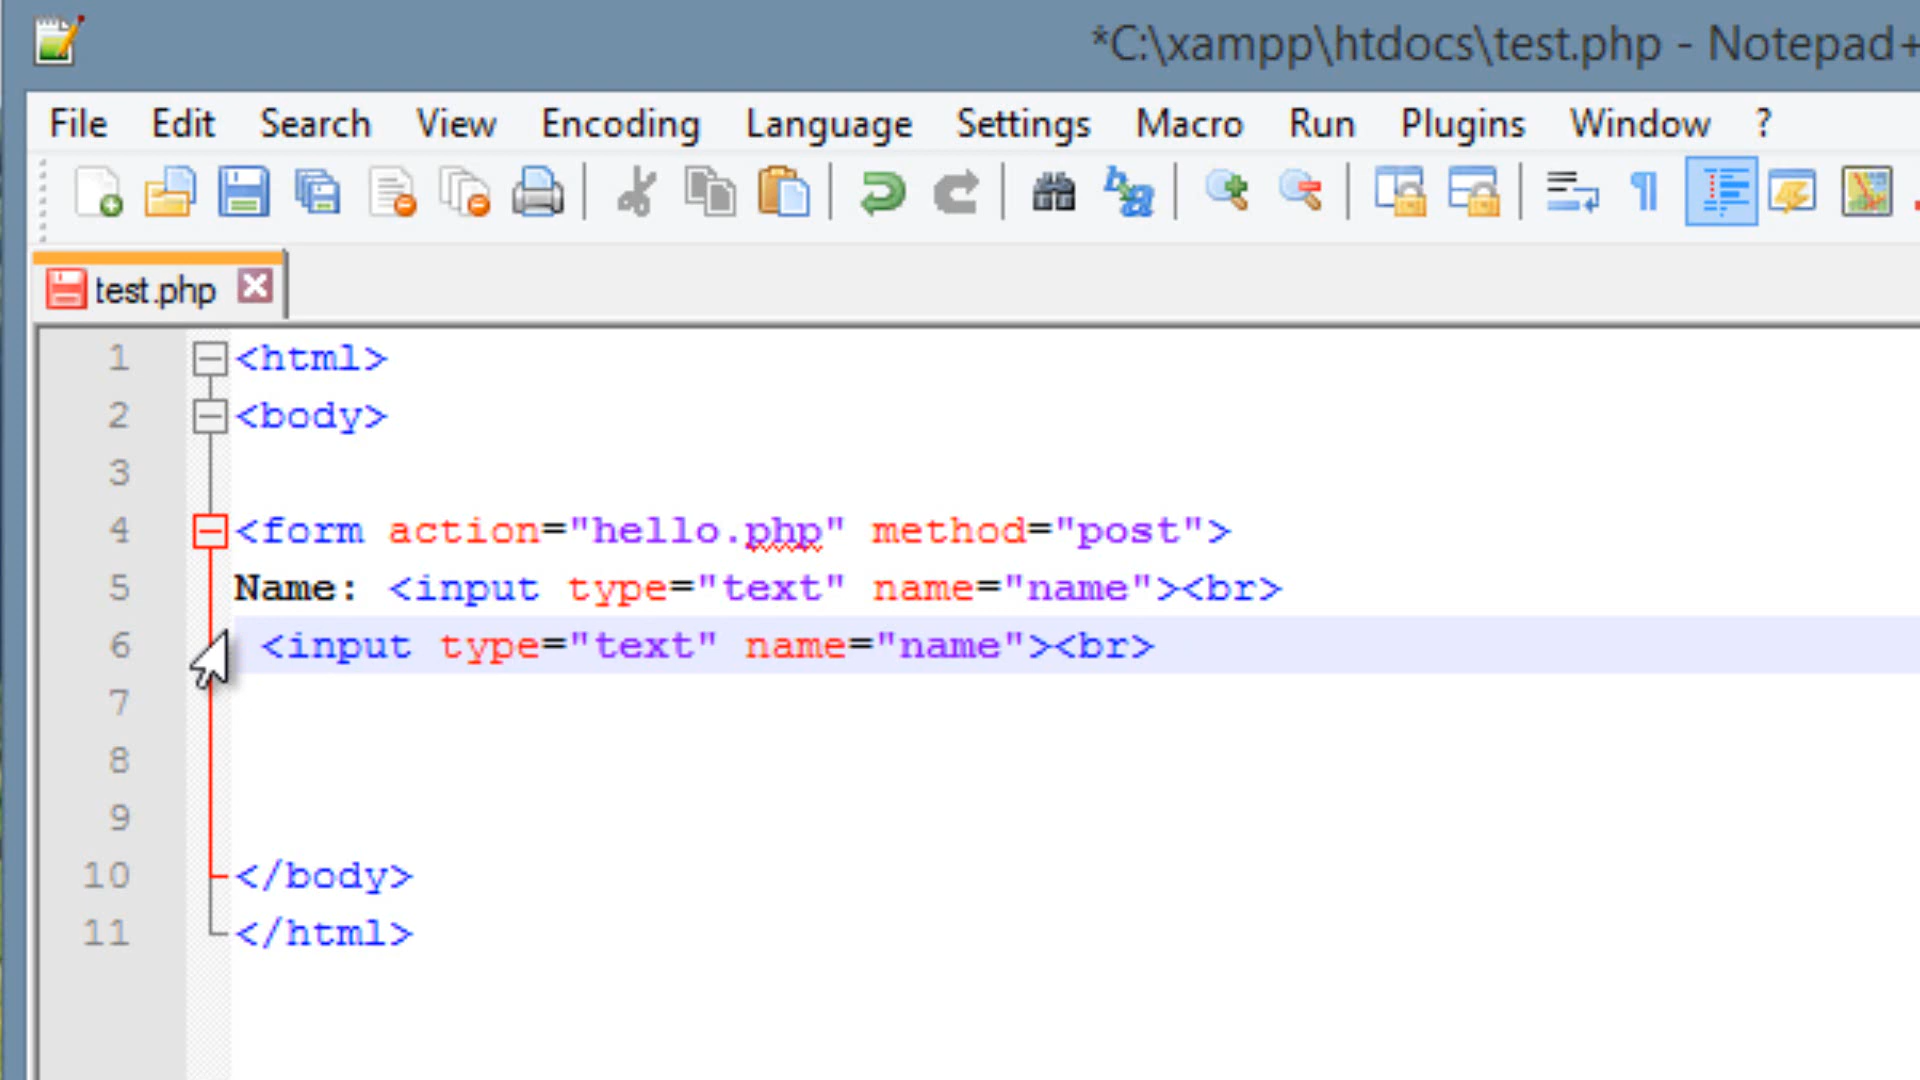 *C:\xampp\htdocs\test.php - Notepad+
File Edit Search View Encoding Language Settings Macro Run Plugins Window ?
test.php
1 <html>
2 <body>
3
4 <form action="hello.php" method="post">
5 Name: <input type="text" name="name"><br>
6 <input type="text" name="name"><br>
7
8
9
10 </body>
11 </html>